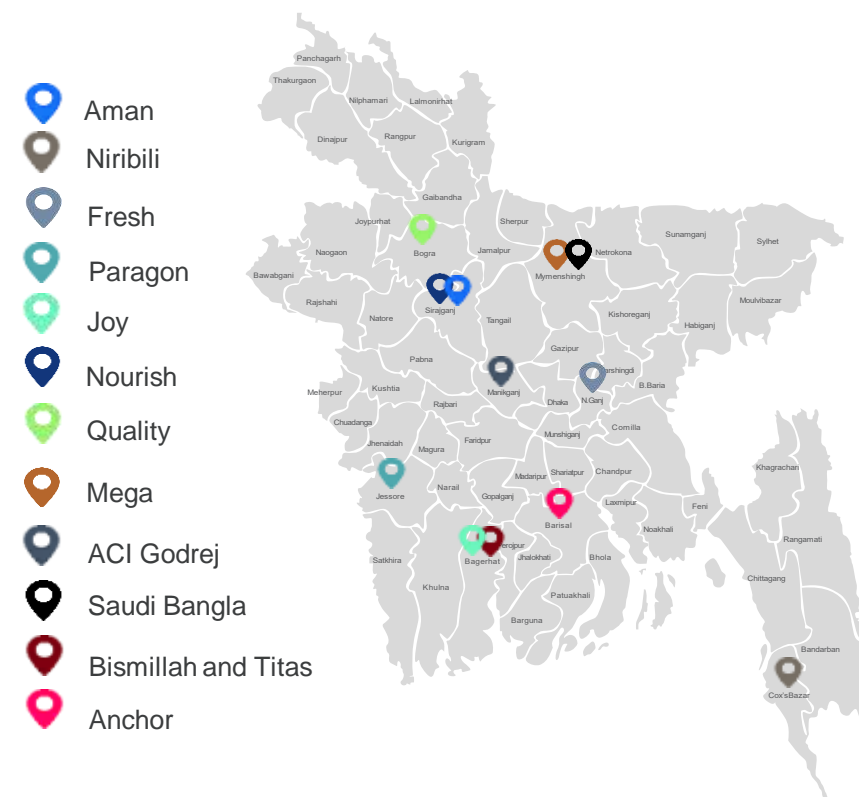 Aman
Niribili
Fresh
Paragon
Joy
Nourish
Quality
Mega
ACI Godrej
Saudi Bangla
Bismillah and Titas
Anchor
Panchagarh
Thakurgaon
Nilphamari
Lalmonirhat
Dinajpur
Rangpur
Kurigram
Gaibandha
Joypurhat
Sherpur
Naogaon
Bogra
Jamalpur
Mymenshingh
Netrokona
Sunamganj
Sylhet
Bawabgani
Rajshahi
Natore
Sirajganj
Tangail
Kishoreganj
Habiganj
Moulvibazar
Pabna
Gazipur
Meherpur
Kushtia
Manikganj
arshingdi
B.Baria
Rajbari
Dhaka
N.Ganj
Chuadanga
Jhenaidah
Magura
Faridpur
Munshiganj
Comilla
Jessore
Narail
Madaripur
Shariatpur
Chandpur
Gopalganj
Barisal
Laxmipur
Feni
Khagrachari
Noakhali
Rangamati
Satkhira
Khulna
Bagerhat
erojpur
Jhalokhati
Bhola
Chittagang
Patuakhali
Barguna
Bandarban
Cox'sBazar